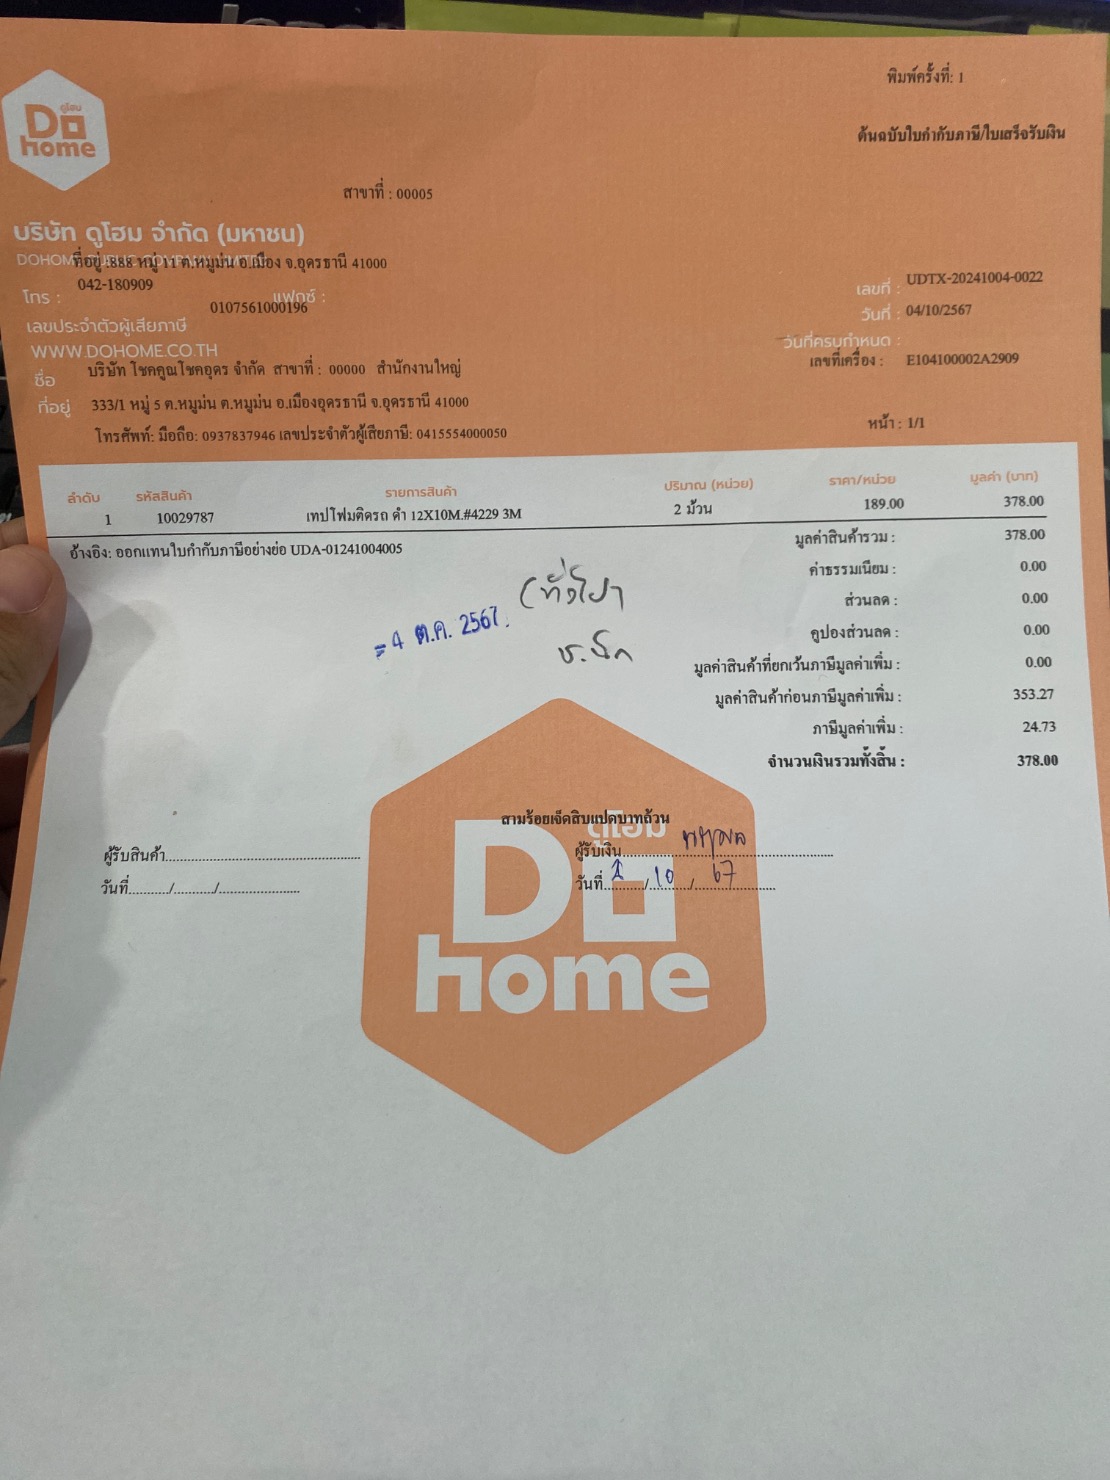 พิมพ์ครั้งที่: 1
ดูโฮม
Do
home
ต้นฉบับใบกำกับภาษี/ใบเสร็จรับเงิน
สาขาที่ : 00005
บริษัท ดูโฮม จำกัด (มหาชน)
DOHOME PUBLIC COMPANY LIMITED
ที่อยู่ 888 หมู่ 11 ต.หมูม่น อ.เมือง จ.อุดรธานี 41000
โทร : 042-180909 แฟกซ์ :
เลขประจำตัวผู้เสียภาษี 0107561000196
WWW.DOHOME.CO.TH
เลขที่ : UDTX-20241004-0022
วันที่ : 04/10/2567
วันที่ครบกำหนด :
เลขที่เครื่อง : E104100002A2909
ชื่อ บริษัท โชคคูณโชคอุดร จำกัด สาขาที่ : 00000 สำนักงานใหญ่
ที่อยู่ 333/1 หมู่ 5 ต.หมูม่น ต.หมูม่น อ.เมืองอุดรธานี จ.อุดรธานี 41000
โทรศัพท์: มือถือ: 0937837946 เลขประจำตัวผู้เสียภาษี: 0415554000050
หน้า : 1/1
ลำดับ รหัสสินค้า รายการสินค้า ปริมาณ (หน่วย) ราคา/หน่วย มูลค่า (บาท)
1 10029787 เทปโฟมติดรถ ดำ 12X10M.#4229 3M 2 ม้วน 189.00 378.00
อ้างอิง: ออกแทนใบกำกับภาษีอย่างย่อ UDA-01241004005
มูลค่าสินค้ารวม : 378.00
ค่าธรรมเนียม : 0.00
ส่วนลด : 0.00
คูปองส่วนลด : 0.00
มูลค่าสินค้าที่ยกเว้นภาษีมูลค่าเพิ่ม : 0.00
มูลค่าสินค้าก่อนภาษีมูลค่าเพิ่ม : 353.27
ภาษีมูลค่าเพิ่ม : 24.73
จำนวนเงินรวมทั้งสิ้น : 378.00
= 4 ต.ค. 2567
สามร้อยเจ็ดสิบแปดบาทถ้วน
ดูโฮม
Do
home
ผู้รับสินค้า
วันที่ / /
ผู้รับเงิน
วันที่ / 10 / 67